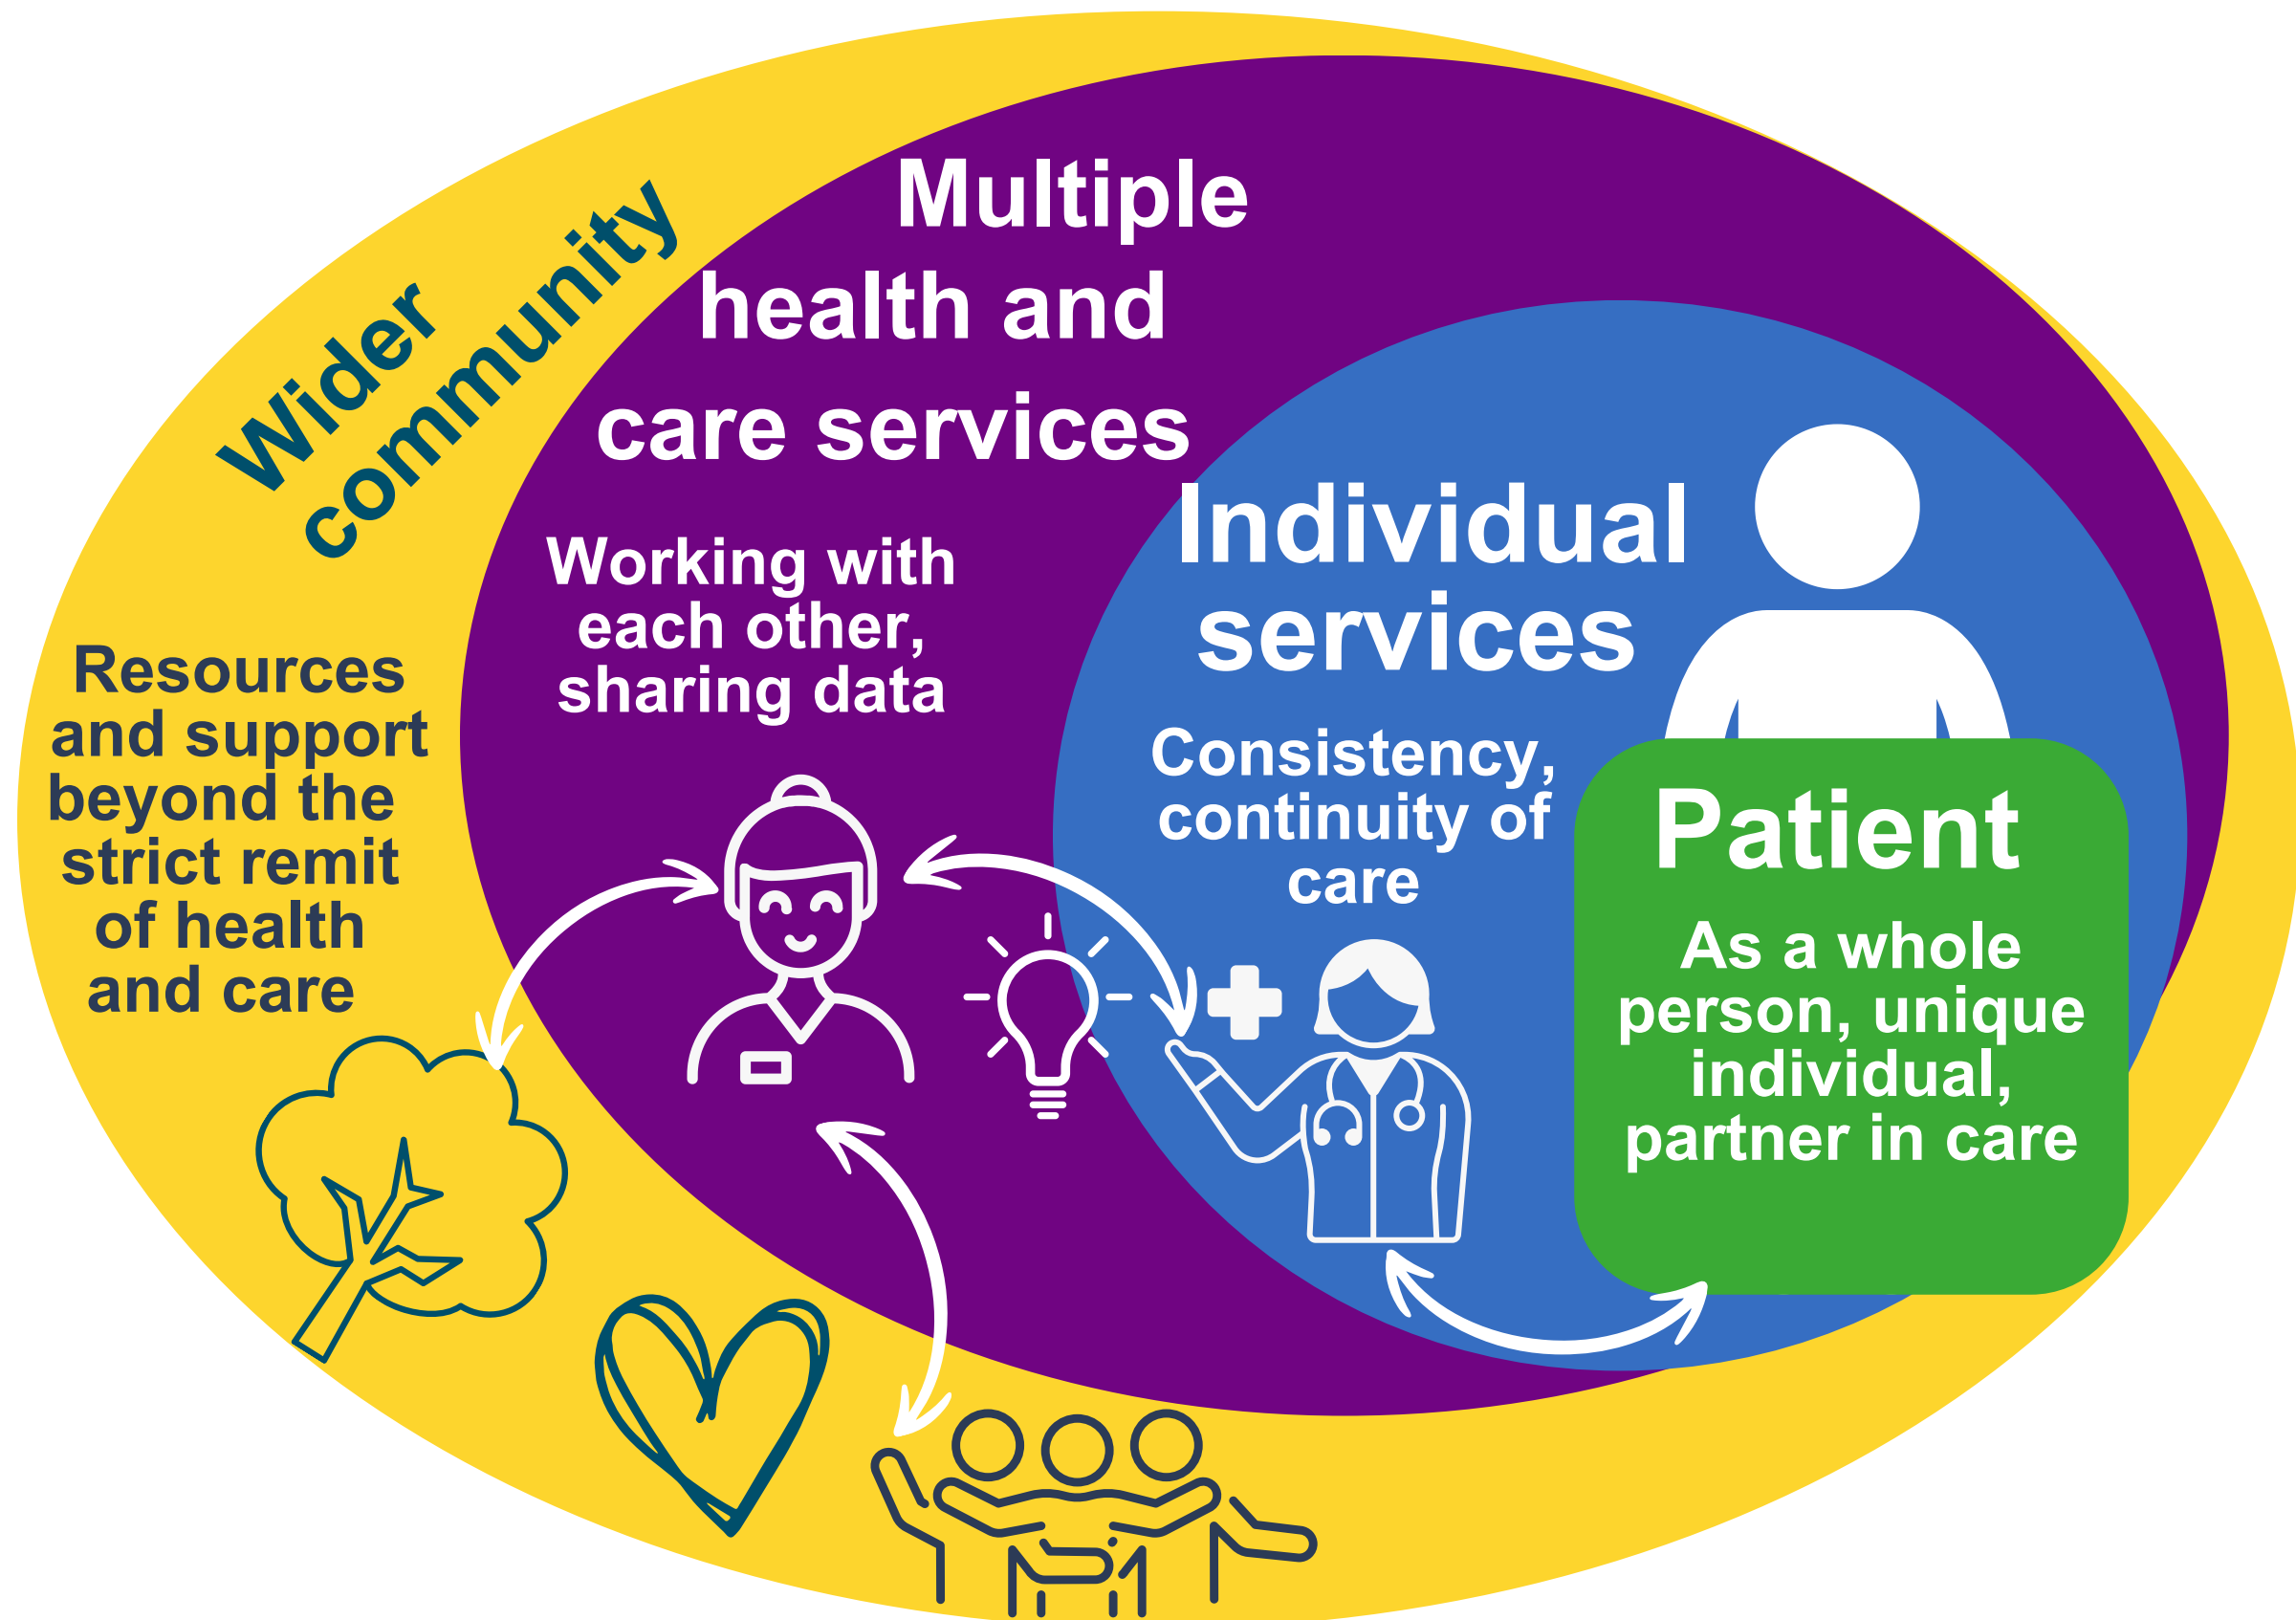 Wider
community
Resources
and support
beyond the
strict remit
of health
and care
Multiple
health and
care services
Working with
each other,
sharing data
Individual
services
Consistency,
continuity of
care
Patient
As a whole
person, unique
individual,
partner in care